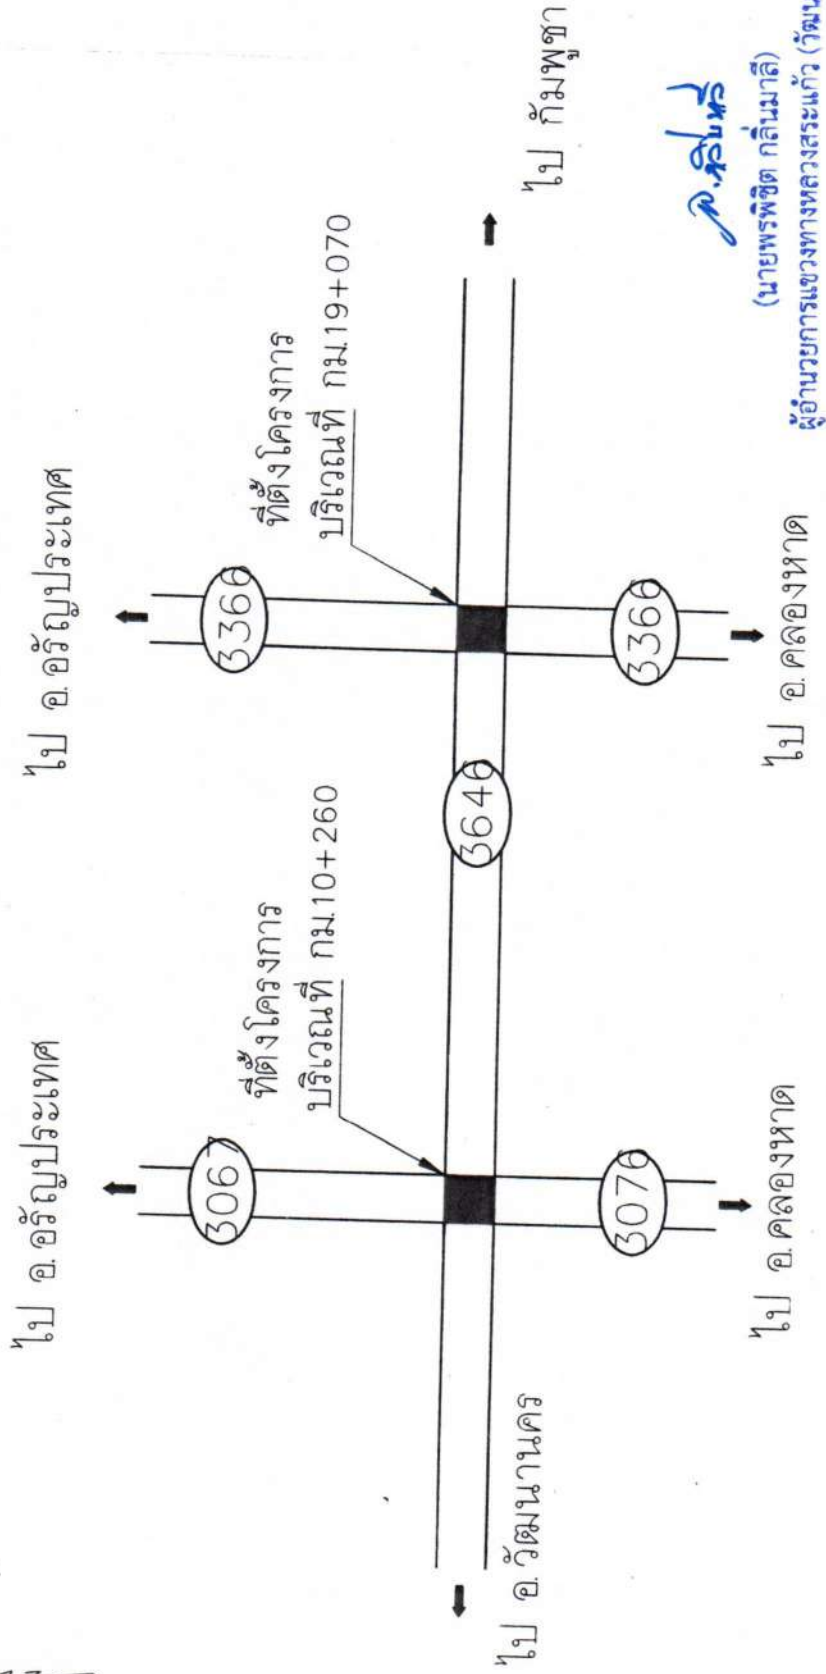 ไป อ.อรัญประเทศ
ไป อ.อรัญประเทศ
3067
3366
ที่ตั้งโครงการ
บริเวณที่ กม.10+260
ที่ตั้งโครงการ
บริเวณที่ กม.19+070
3646
3076
3366
ไป อ.วัฒนานคร
ไป กัมพูชา
ไป อ.คลองหาด
ไป อ.คลองหาด
(นายพรพิชิต กลิ่นมาลี)
ผู้อำนวยการแขวงทางหลวงสระแก้ว (วัฒน